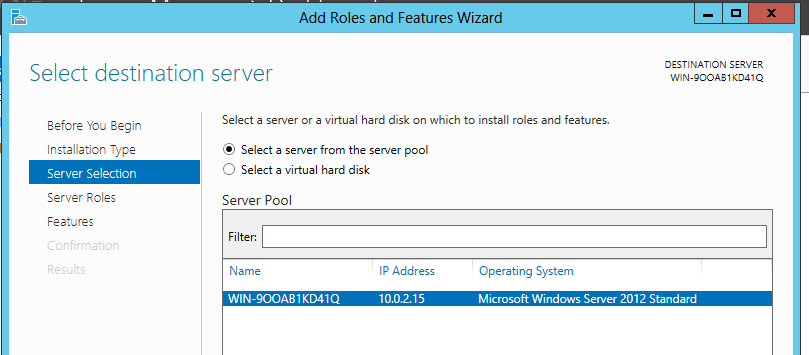 Add Roles and Features Wizard
Select destination server
DESTINATION SERVER
WIN-9OOAB1KD41Q
Before You Begin
Installation Type
Server Selection
Server Roles
Features
Confirmation
Results
Select a server or a virtual hard disk on which to install roles and features.
Select a server from the server pool
Select a virtual hard disk
Server Pool
Filter:
Name IP Address Operating System
WIN-9OOAB1KD41Q 10.0.2.15 Microsoft Windows Server 2012 Standard